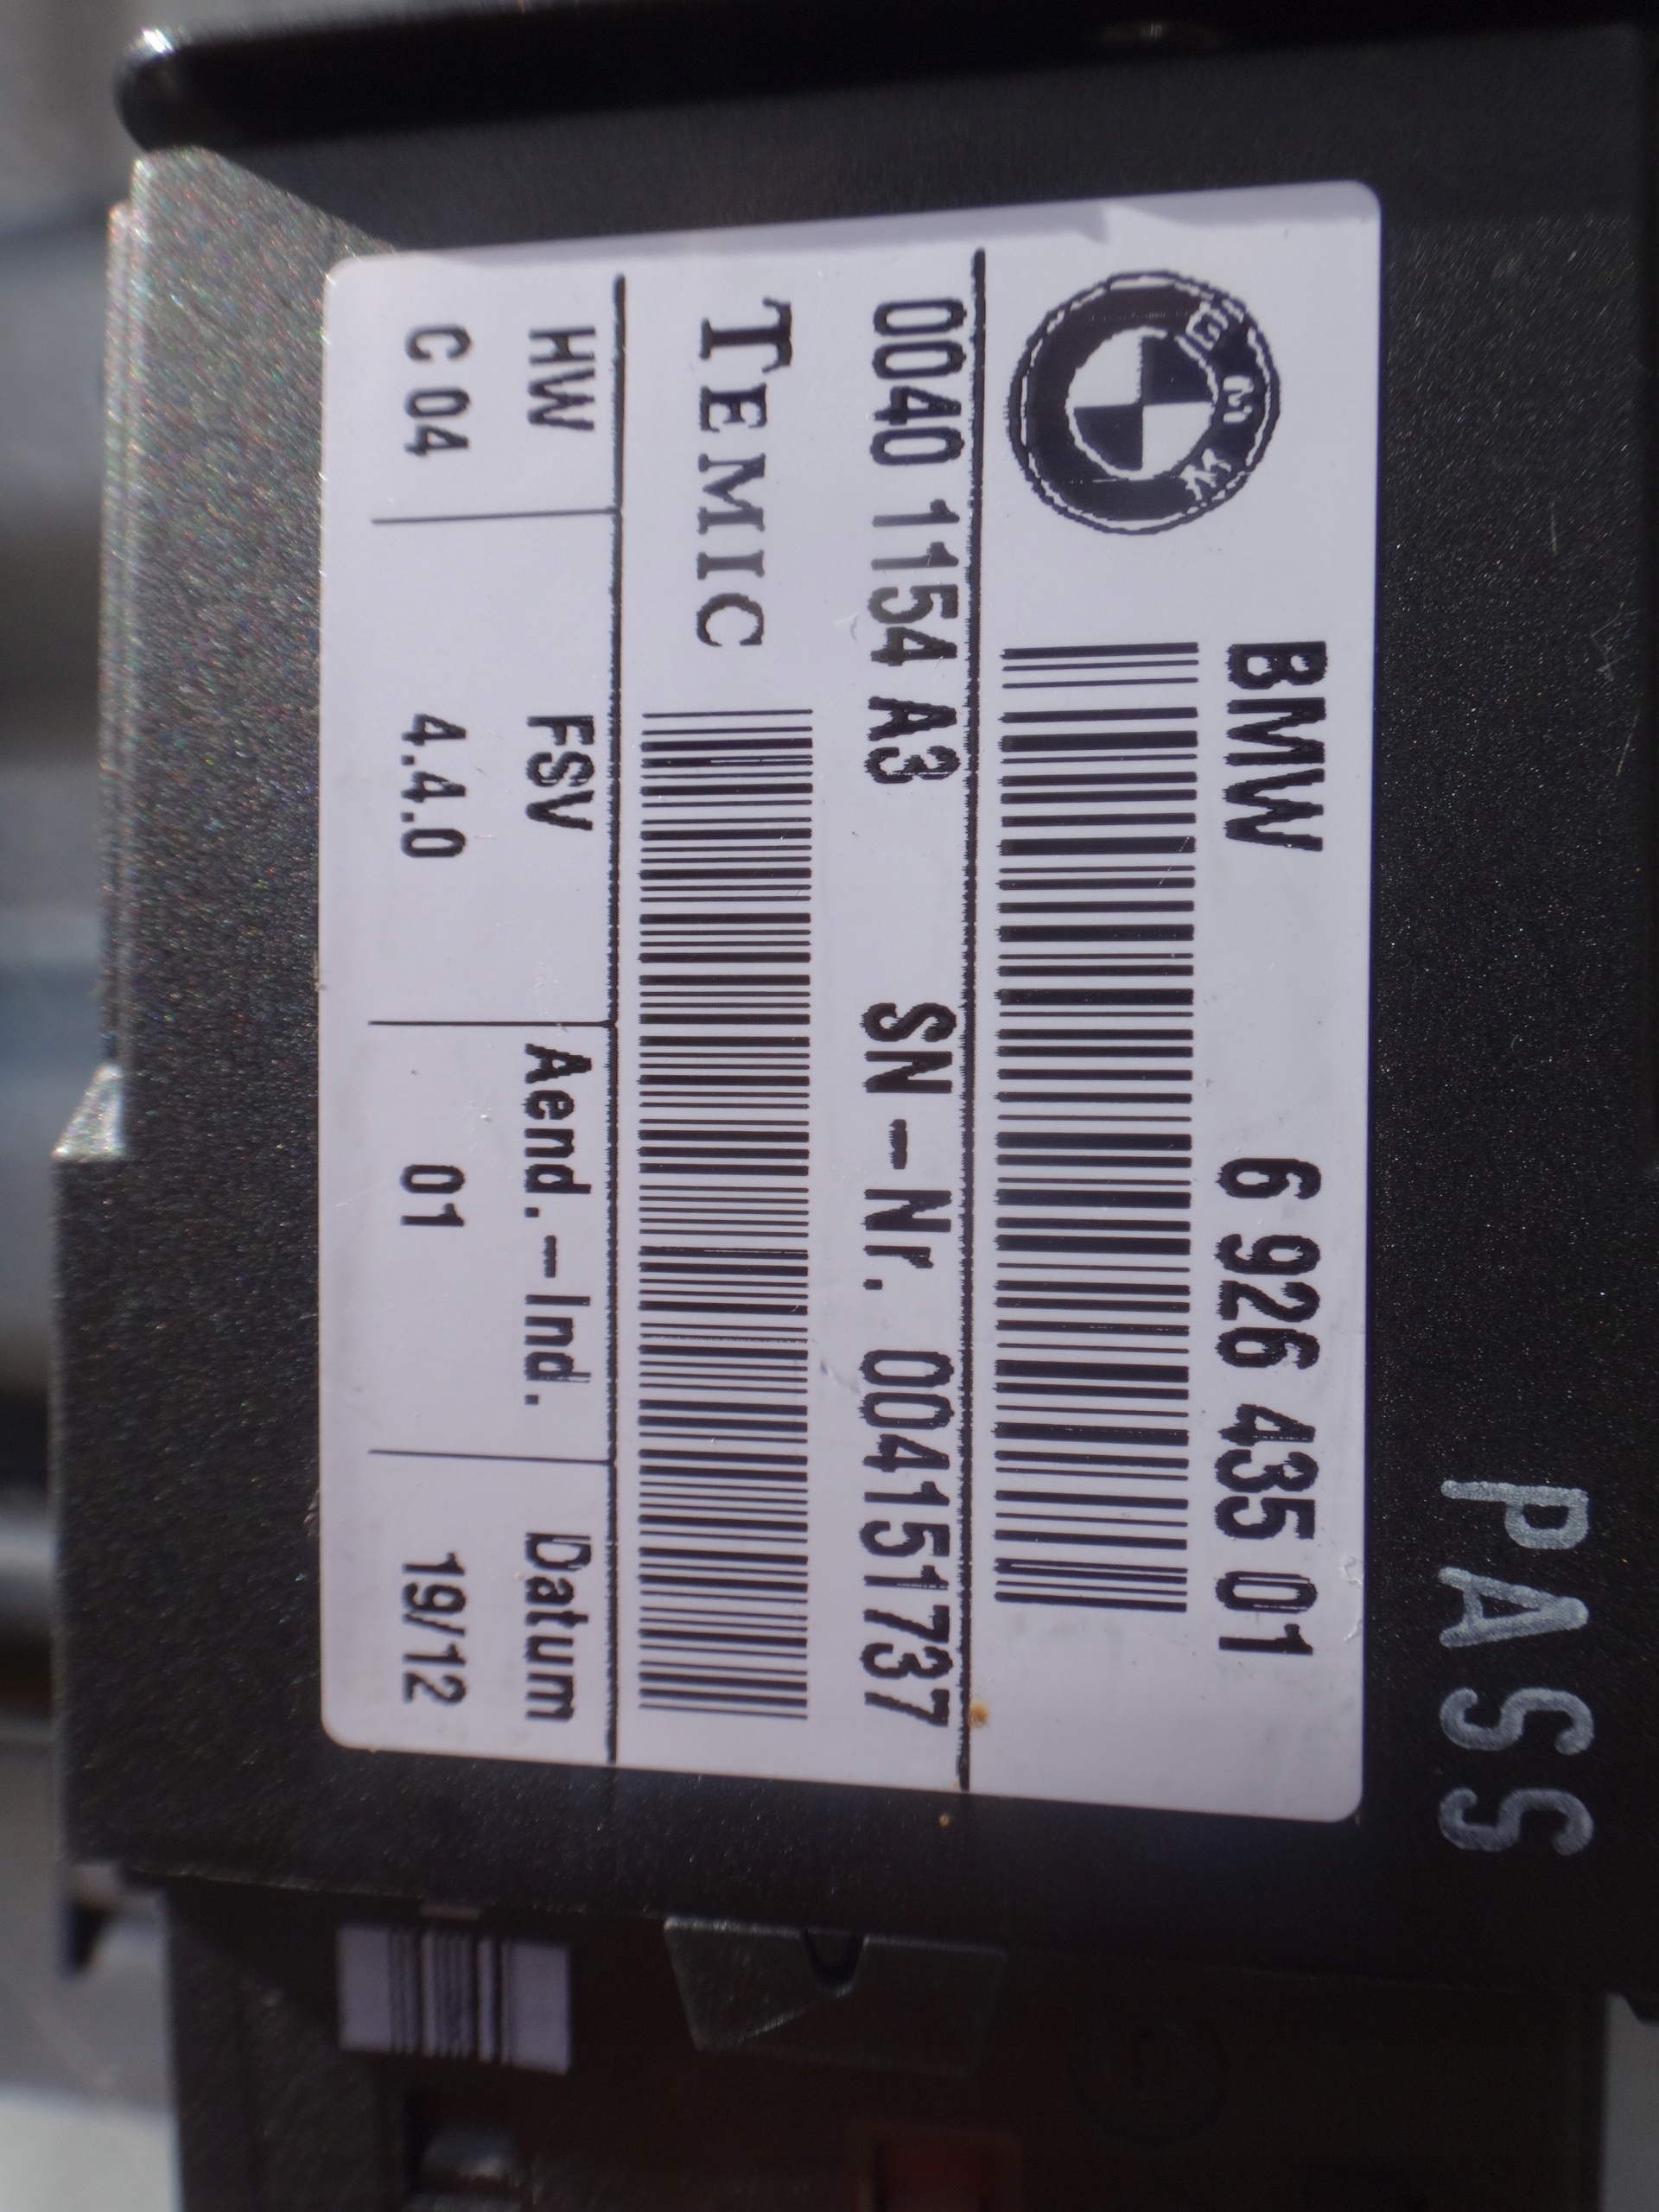 PASS
BMW 6 926 435 01
BMW
0040 1154 A3 SN-Nr. 004151737
TEMIC
HW FSV Aend.-Ind. Datum
C 04 4.4.0 01 19/12